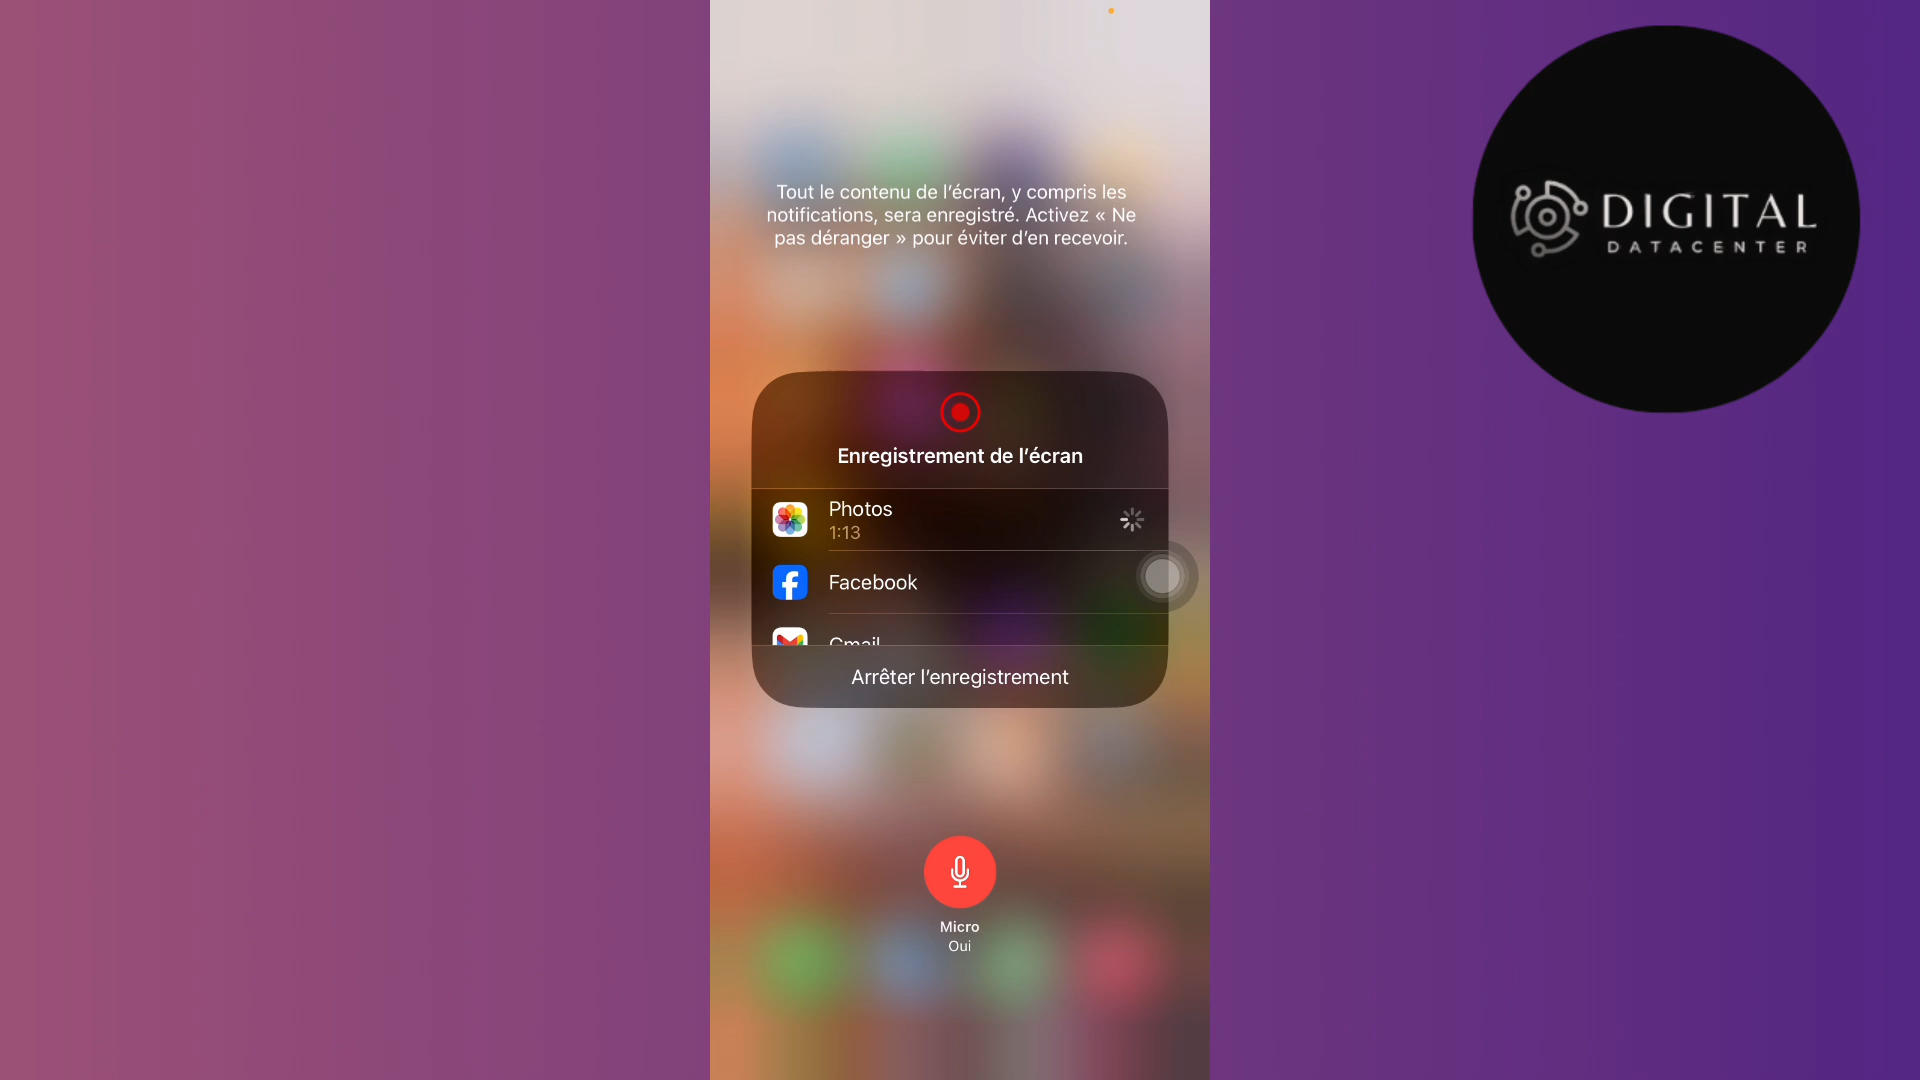 Tout le contenu de l’écran, y compris les
notifications, sera enregistré. Activez « Ne
pas déranger » pour éviter d’en recevoir.
DIGITAL
DATACENTER
Enregistrement de l’écran
Photos
1:13
Facebook
Gmail
Arrêter l’enregistrement
Micro
Oui